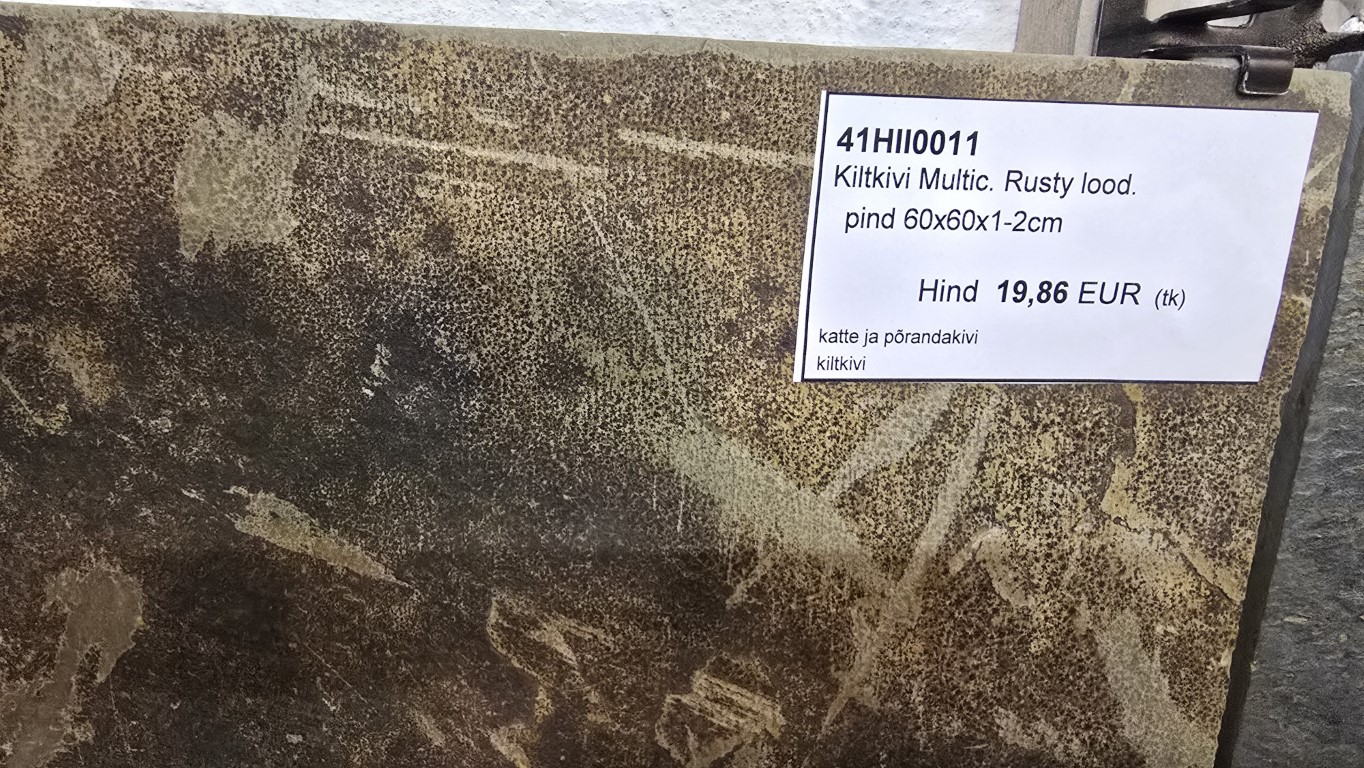 41HII0011
Kiltkivi Multic. Rusty lood.
pind 60x60x1-2cm
Hind 19,86 EUR (tk)
katte ja põrandakivi
kiltkivi